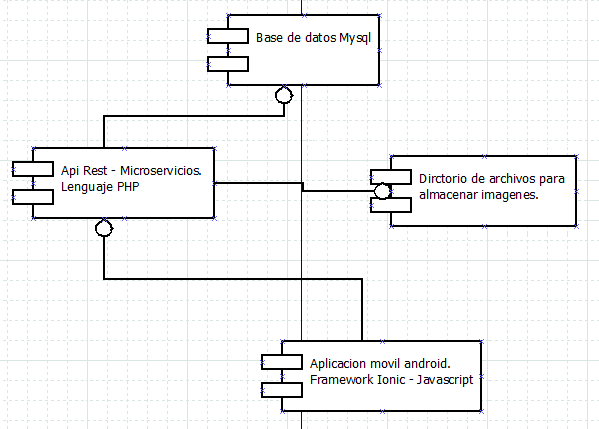 Base de datos Mysql
Api Rest - Microservicios.
Lenguaje PHP
Dirctorio de archivos para
almacenar imagenes.
Aplicacion movil android.
Framework Ionic - Javascript